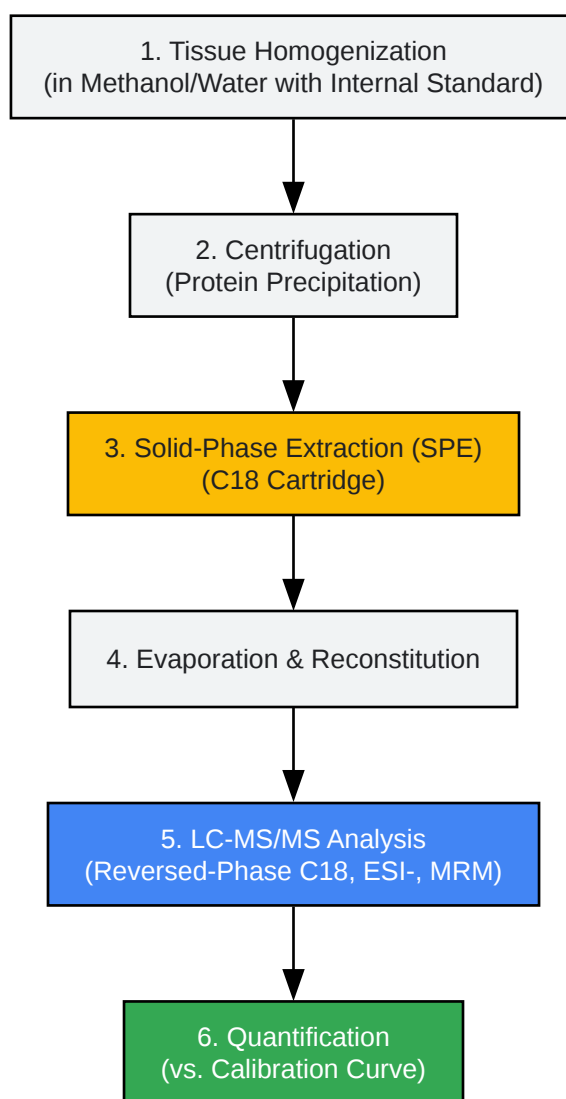 1. Tissue Homogenization
(in Methanol/Water with Internal Standard)
2. Centrifugation
(Protein Precipitation)
3. Solid-Phase Extraction (SPE)
(C18 Cartridge)
4. Evaporation & Reconstitution
5. LC-MS/MS Analysis
(Reversed-Phase C18, ESI-, MRM)
6. Quantification
(vs. Calibration Curve)